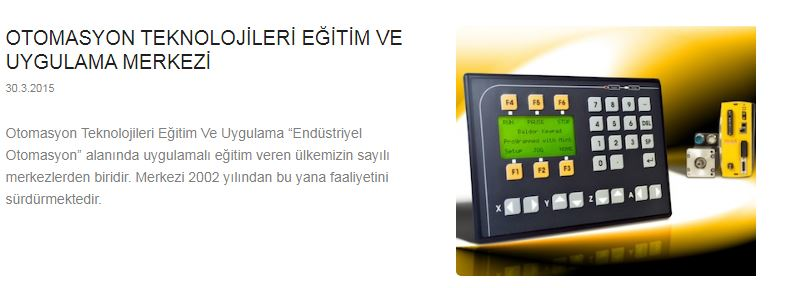 OTOMASYON TEKNOLOJİLERİ EĞİTİM VE
UYGULAMA MERKEZİ
30.3.2015
Otomasyon Teknolojileri Eğitim Ve Uygulama “Endüstriyel
Otomasyon” alanında uygulamalı eğitim veren ülkemizin sayılı
merkezlerden biridir. Merkezi 2002 yılından bu yana faaliyetini
sürdürmektedir.
F4 F5 F6
RUN PAUSE STOP
Baldor Keypad
Programmed with Mint
Setup JOG HOME
F1 F2 F3
7 8 9 -
4 5 6 DEL
1 2 3 SP
0 .
X Y Z A